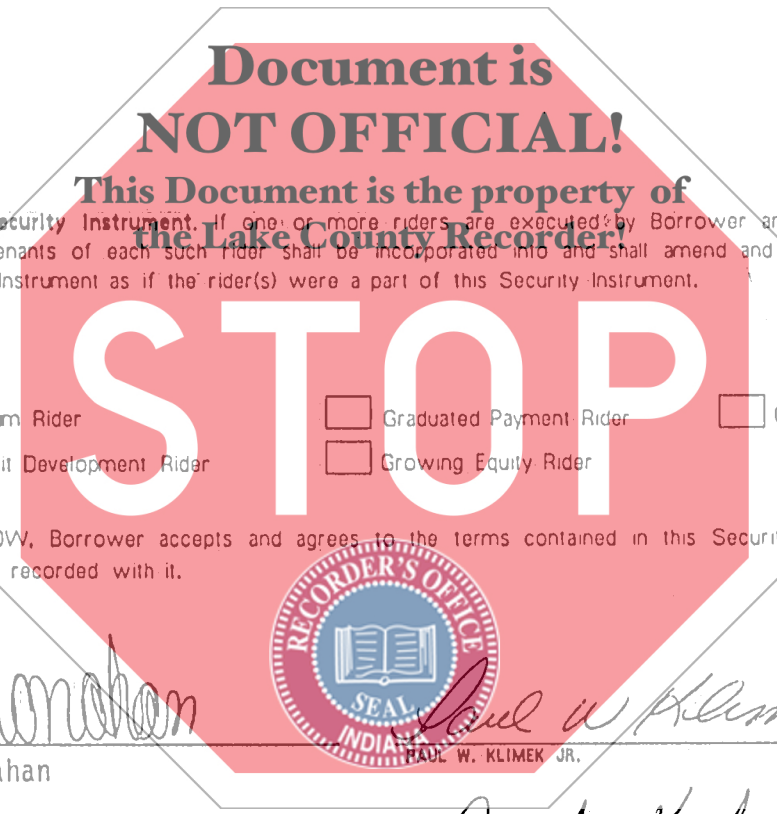 Document is
NOT OFFICIAL!
This Document is the property of
the Lake County Recorder!
Security Instrument. If one or more riders are executed by Borrower
of each such rider shall be incorporated into and shall amend and
Instrument as if the rider(s) were a part of this Security Instrument.
STOP
Rider Graduated Payment Rider
Development Rider Growing Equity Rider
Borrower accepts and agrees to the terms contained in this
recorded with it.
RECORDER'S OFFICE
SEAL
INDIANA
Paul W
PAUL W. KLIMEK JR.